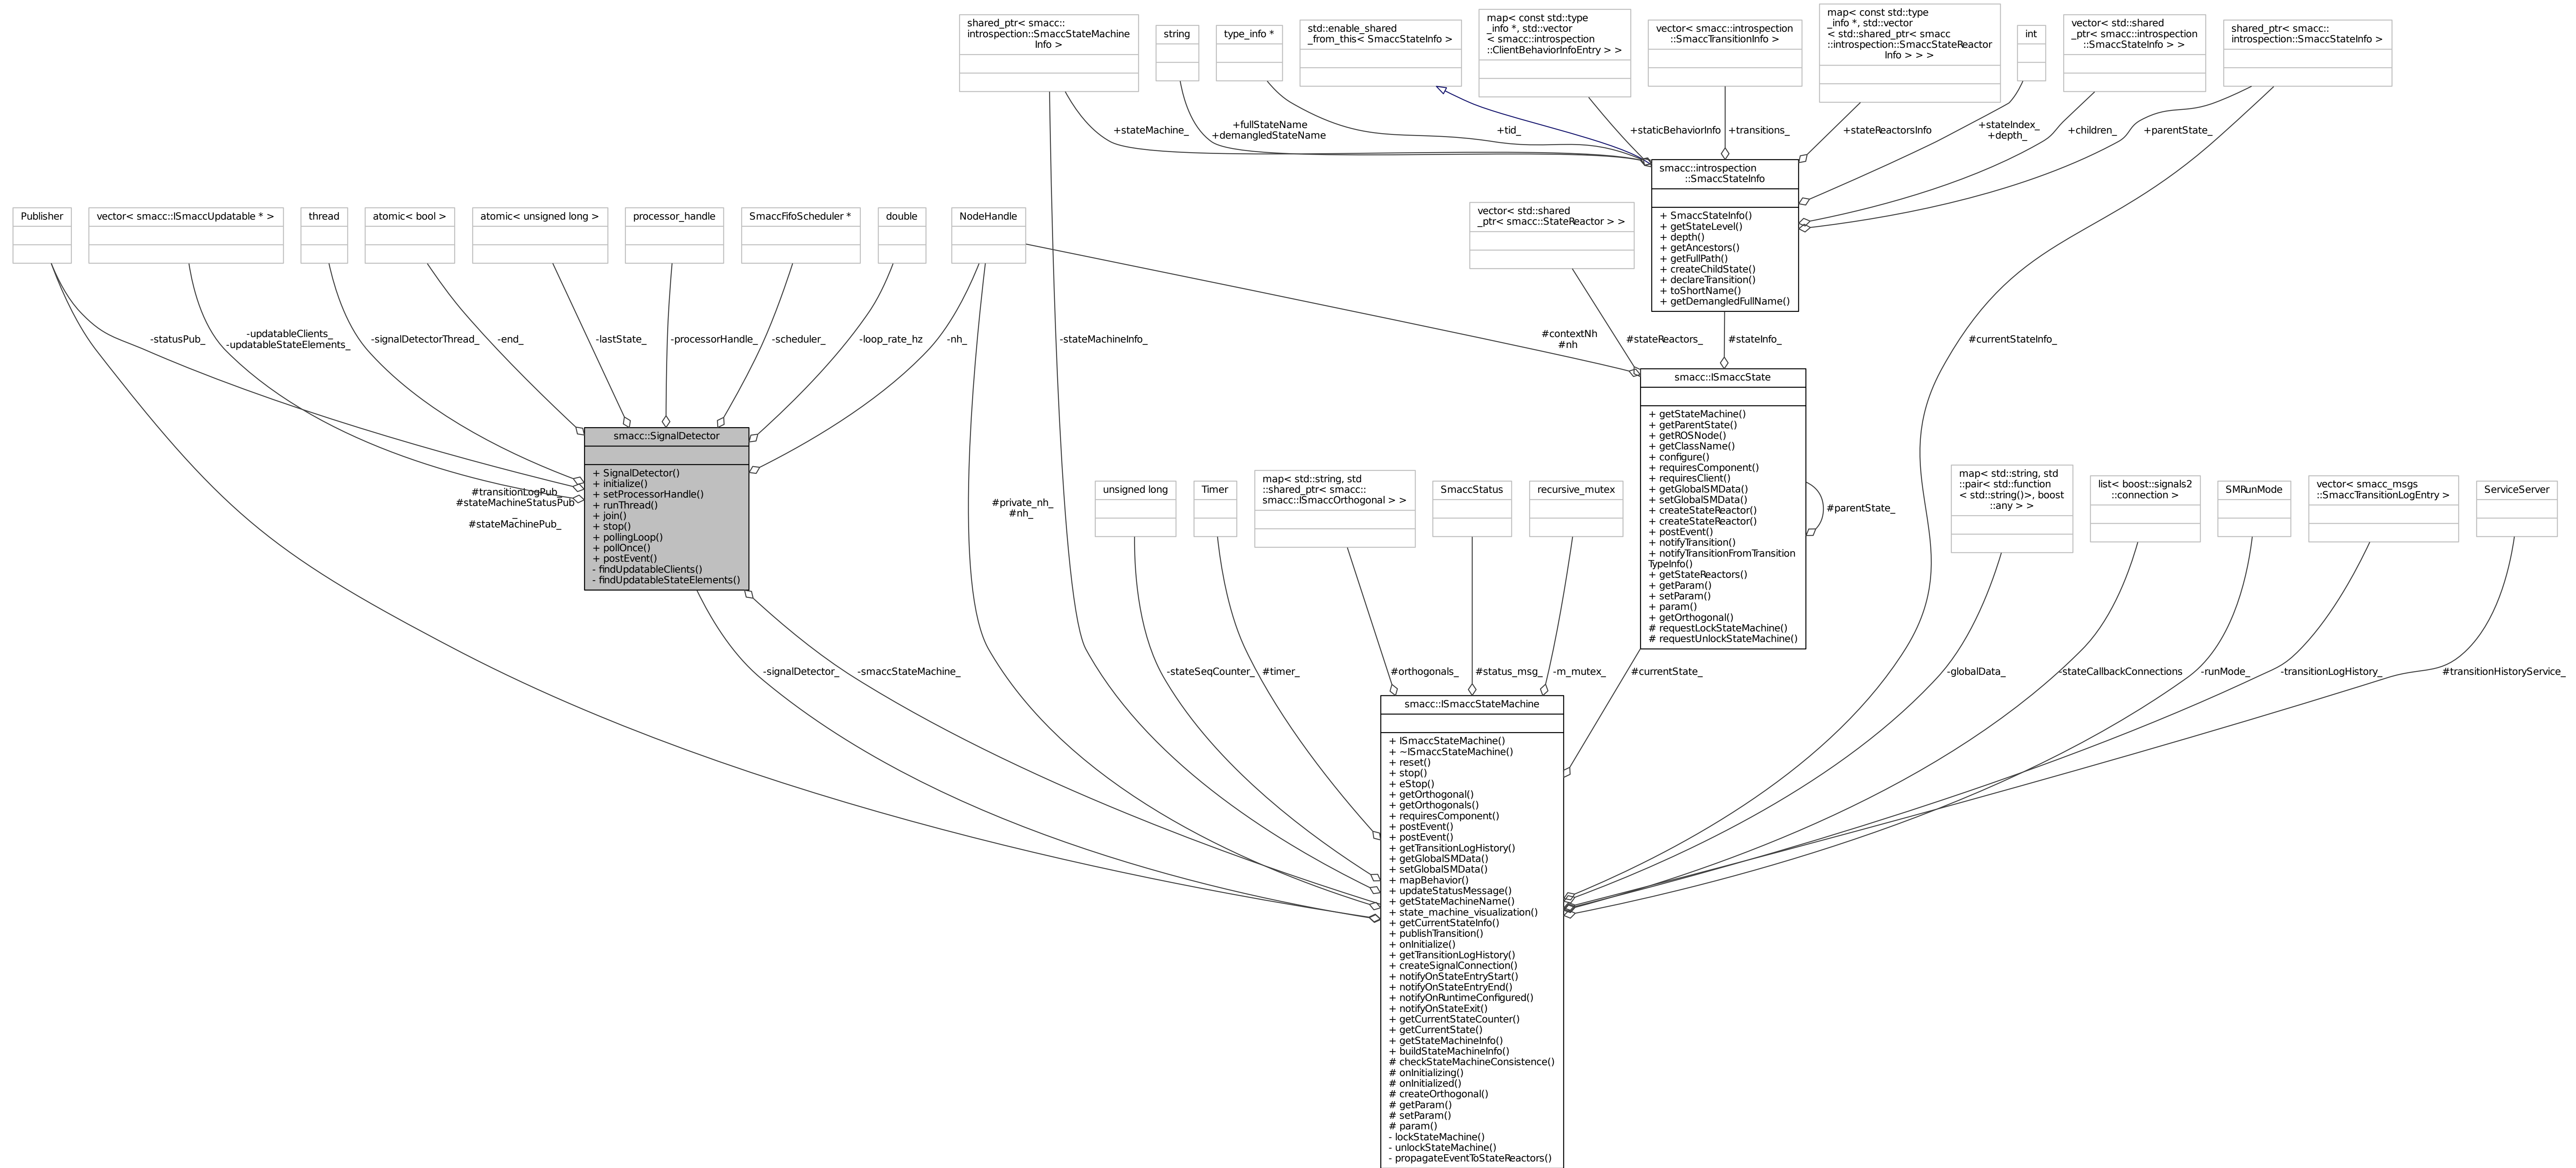 shared_ptr< smacc::
introspection::SmaccStateMachine
Info >
string
type_info *
std::enable_shared
_from_this< SmaccStateInfo >
map< const std::type
_info *, std::vector
< smacc::introspection
::ClientBehaviorInfoEntry > >
vector< smacc::introspection
::SmaccTransitionInfo >
map< const std::type
_info *, std::vector
< std::shared_ptr< smacc
::introspection::SmaccStateReactor
Info > > >
int
vector< std::shared
_ptr< smacc::introspection
::SmaccStateInfo > >
shared_ptr< smacc::
introspection::SmaccStateInfo >
+stateMachine_
+fullStateName
+demangledStateName
+tid_
+staticBehaviorInfo
+transitions_
+stateReactorsInfo
+stateIndex_
+depth_
+children_
+parentState_
smacc::introspection
::SmaccStateInfo
+ SmaccStateInfo()
+ getStateLevel()
+ depth()
+ getAncestors()
+ getFullPath()
+ createChildState()
+ declareTransition()
+ toShortName()
+ getDemangledFullName()
Publisher
vector< smacc::ISmaccUpdatable * >
thread
atomic< bool >
atomic< unsigned long >
processor_handle
SmaccFifoScheduler *
double
NodeHandle
vector< std::shared
_ptr< smacc::StateReactor > >
-statusPub_
-updatableClients_
-updatableStateElements_
-signalDetectorThread_
-end_
-lastState_
-processorHandle_
-scheduler_
-loop_rate_hz
-nh_
-stateMachineInfo_
#contextNh
#nh
#stateReactors_
#stateInfo_
#currentStateInfo_
smacc::SignalDetector
+ SignalDetector()
+ initialize()
+ setProcessorHandle()
+ runThread()
+ join()
+ stop()
+ pollingLoop()
+ pollOnce()
+ postEvent()
- findUpdatableClients()
- findUpdatableStateElements()
#transitionLogPub_
#stateMachineStatusPub
_
#stateMachinePub_
smacc::ISmaccState
+ getStateMachine()
+ getParentState()
+ getROSNode()
+ getClassName()
+ configure()
+ requiresComponent()
+ requiresClient()
+ getGlobalSMData()
+ setGlobalSMData()
+ createStateReactor()
+ createStateReactor()
+ postEvent()
+ notifyTransition()
+ notifyTransitionFromTransition
TypeInfo()
+ getStateReactors()
+ getParam()
+ setParam()
+ param()
+ getOrthogonal()
# requestLockStateMachine()
# requestUnlockStateMachine()
#parentState_
#private_nh_
#nh_
unsigned long
Timer
map< std::string, std
::shared_ptr< smacc::
smacc::ISmaccOrthogonal > >
SmaccStatus
recursive_mutex
map< std::string, std
::pair< std::function
< std::string()>, boost
::any > >
list< boost::signals2
::connection >
SMRunMode
vector< smacc_msgs
::SmaccTransitionLogEntry >
ServiceServer
-signalDetector_
-smaccStateMachine_
-stateSeqCounter_
#timer_
#orthogonals_
#status_msg_
-m_mutex_
#currentState_
-globalData_
-stateCallbackConnections
-runMode_
-transitionLogHistory_
#transitionHistoryService_
smacc::ISmaccStateMachine
+ ISmaccStateMachine()
+ ~ISmaccStateMachine()
+ reset()
+ stop()
+ eStop()
+ getOrthogonal()
+ getOrthogonals()
+ requiresComponent()
+ postEvent()
+ postEvent()
+ getTransitionLogHistory()
+ getGlobalSMData()
+ setGlobalSMData()
+ mapBehavior()
+ updateStatusMessage()
+ getStateMachineName()
+ state_machine_visualization()
+ getCurrentStateInfo()
+ publishTransition()
+ onInitialize()
+ getTransitionLogHistory()
+ createSignalConnection()
+ notifyOnStateEntryStart()
+ notifyOnStateEntryEnd()
+ notifyOnRuntimeConfigured()
+ notifyOnStateExit()
+ getCurrentStateCounter()
+ getCurrentState()
+ getStateMachineInfo()
+ buildStateMachineInfo()
# checkStateMachineConsistence()
# onInitializing()
# onInitialized()
# createOrthogonal()
# getParam()
# setParam()
# param()
- lockStateMachine()
- unlockStateMachine()
- propagateEventToStateReactors()